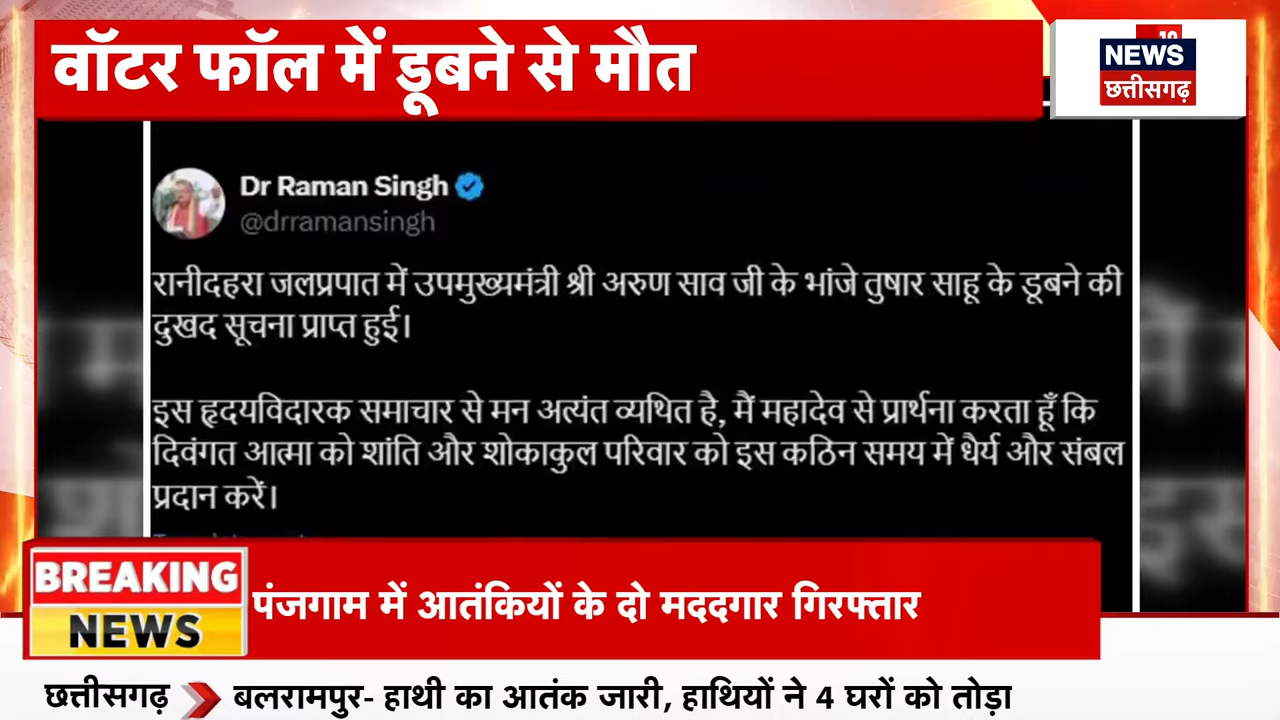 वॉटर फॉल में डूबने से मौत
NEWS
छत्तीसगढ़
Dr Raman Singh
@drramansingh
रानीदहरा जलप्रपात में उपमुख्यमंत्री श्री अरुण साव जी के भांजे तुषार साहू के डूबने की
दुखद सूचना प्राप्त हुई।
इस हृदयविदारक समाचार से मन अत्यंत व्यथित है, मैं महादेव से प्रार्थना करता हूँ कि
दिवंगत आत्मा को शांति और शोकाकुल परिवार को इस कठिन समय में धैर्य और संबल
प्रदान करें।
BREAKING
NEWS
पंजगाम में आतंकियों के दो मददगार गिरफ्तार
छत्तीसगढ़
बलरामपुर- हाथी का आतंक जारी, हाथियों ने 4 घरों को तोड़ा